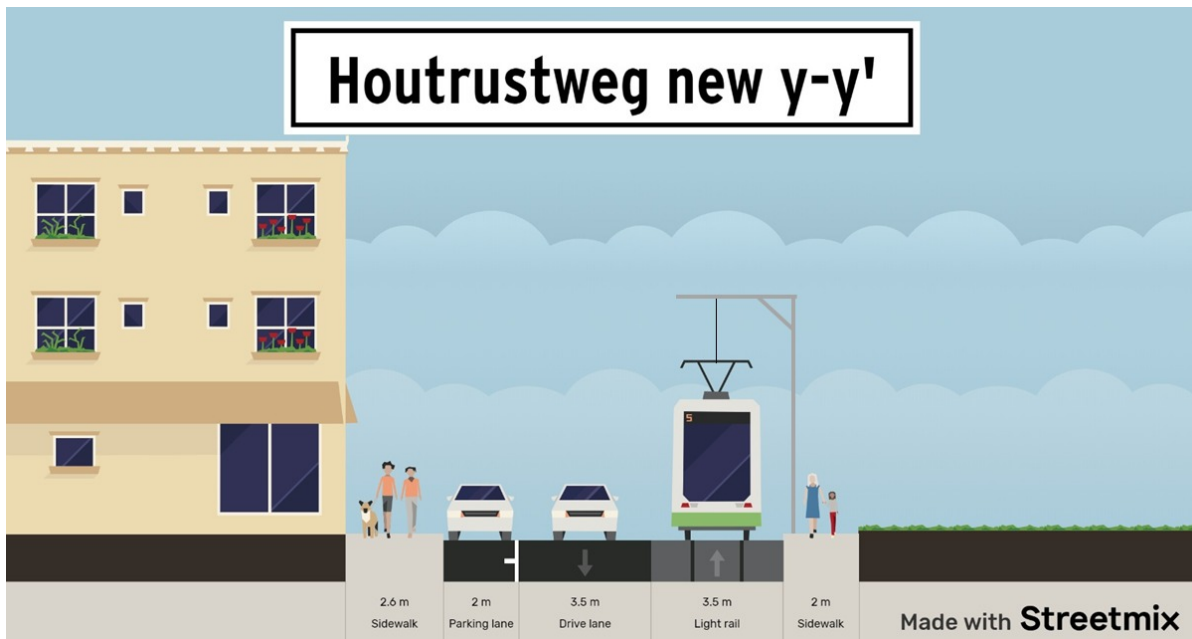 Houtrustweg new y-y'
5
2.6 m
Sidewalk
2 m
Parking lane
3.5 m
Drive lane
3.5 m
Light rail
2 m
Sidewalk
Made with Streetmix